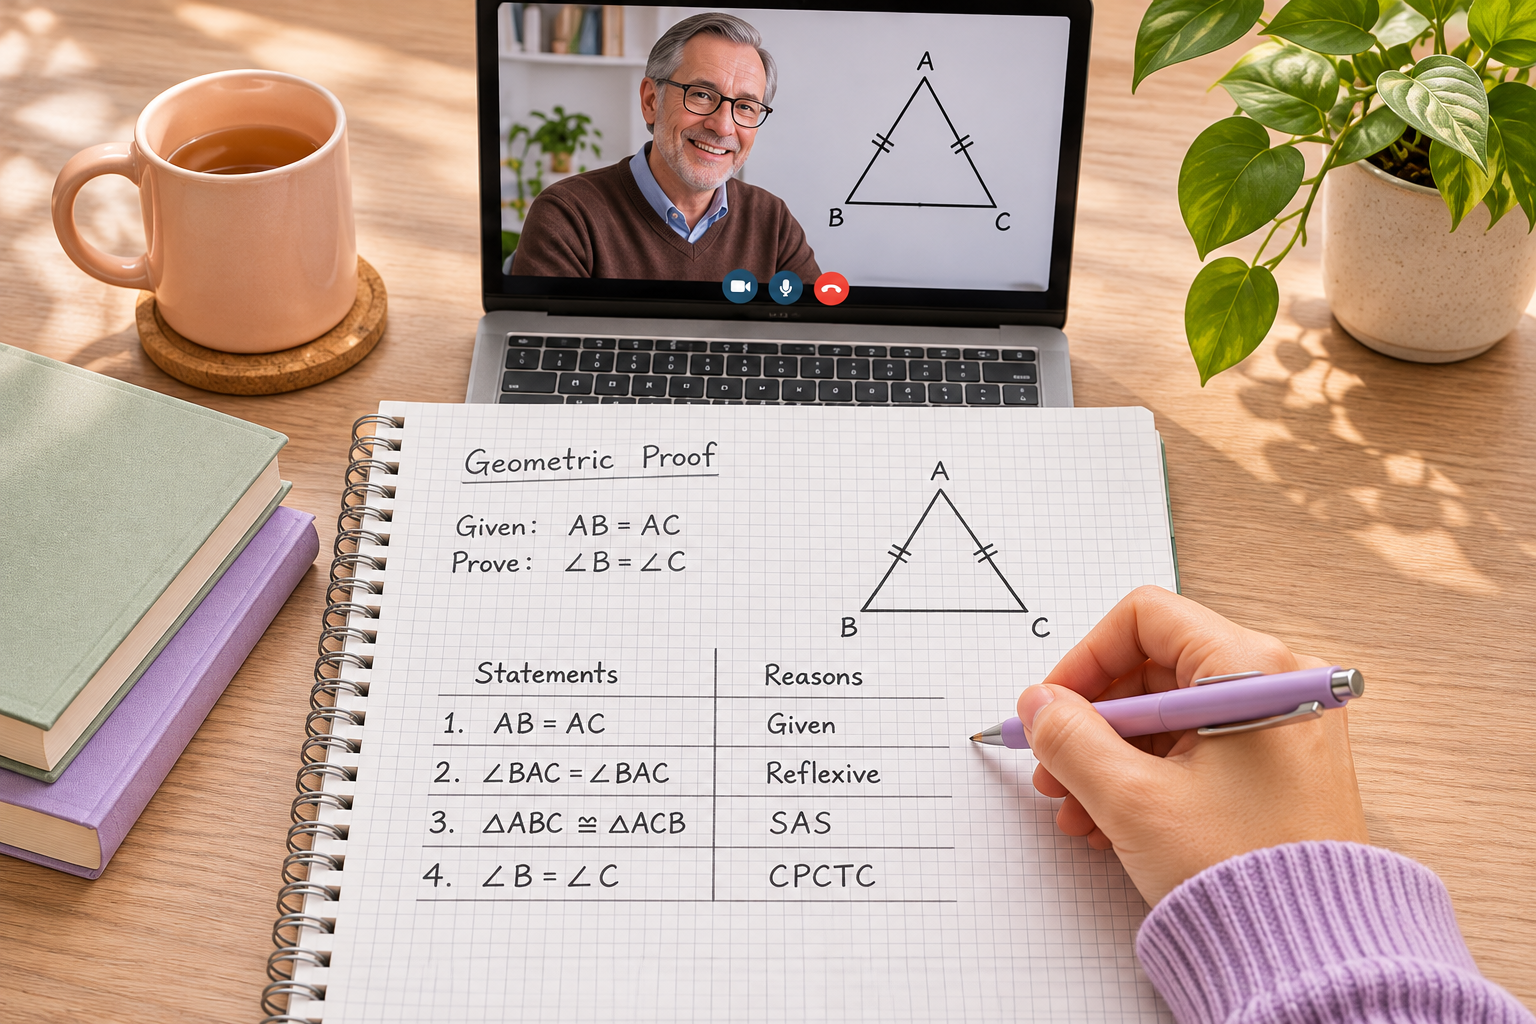 A
B
C
Geometric Proof
Given: AB = AC
Prove: ∠B = ∠C
A
B
C
Statements Reasons
1. AB = AC Given
2. ∠BAC = ∠BAC Reflexive
3. △ABC ≅ △ACB SAS
4. ∠B = ∠C CPCTC